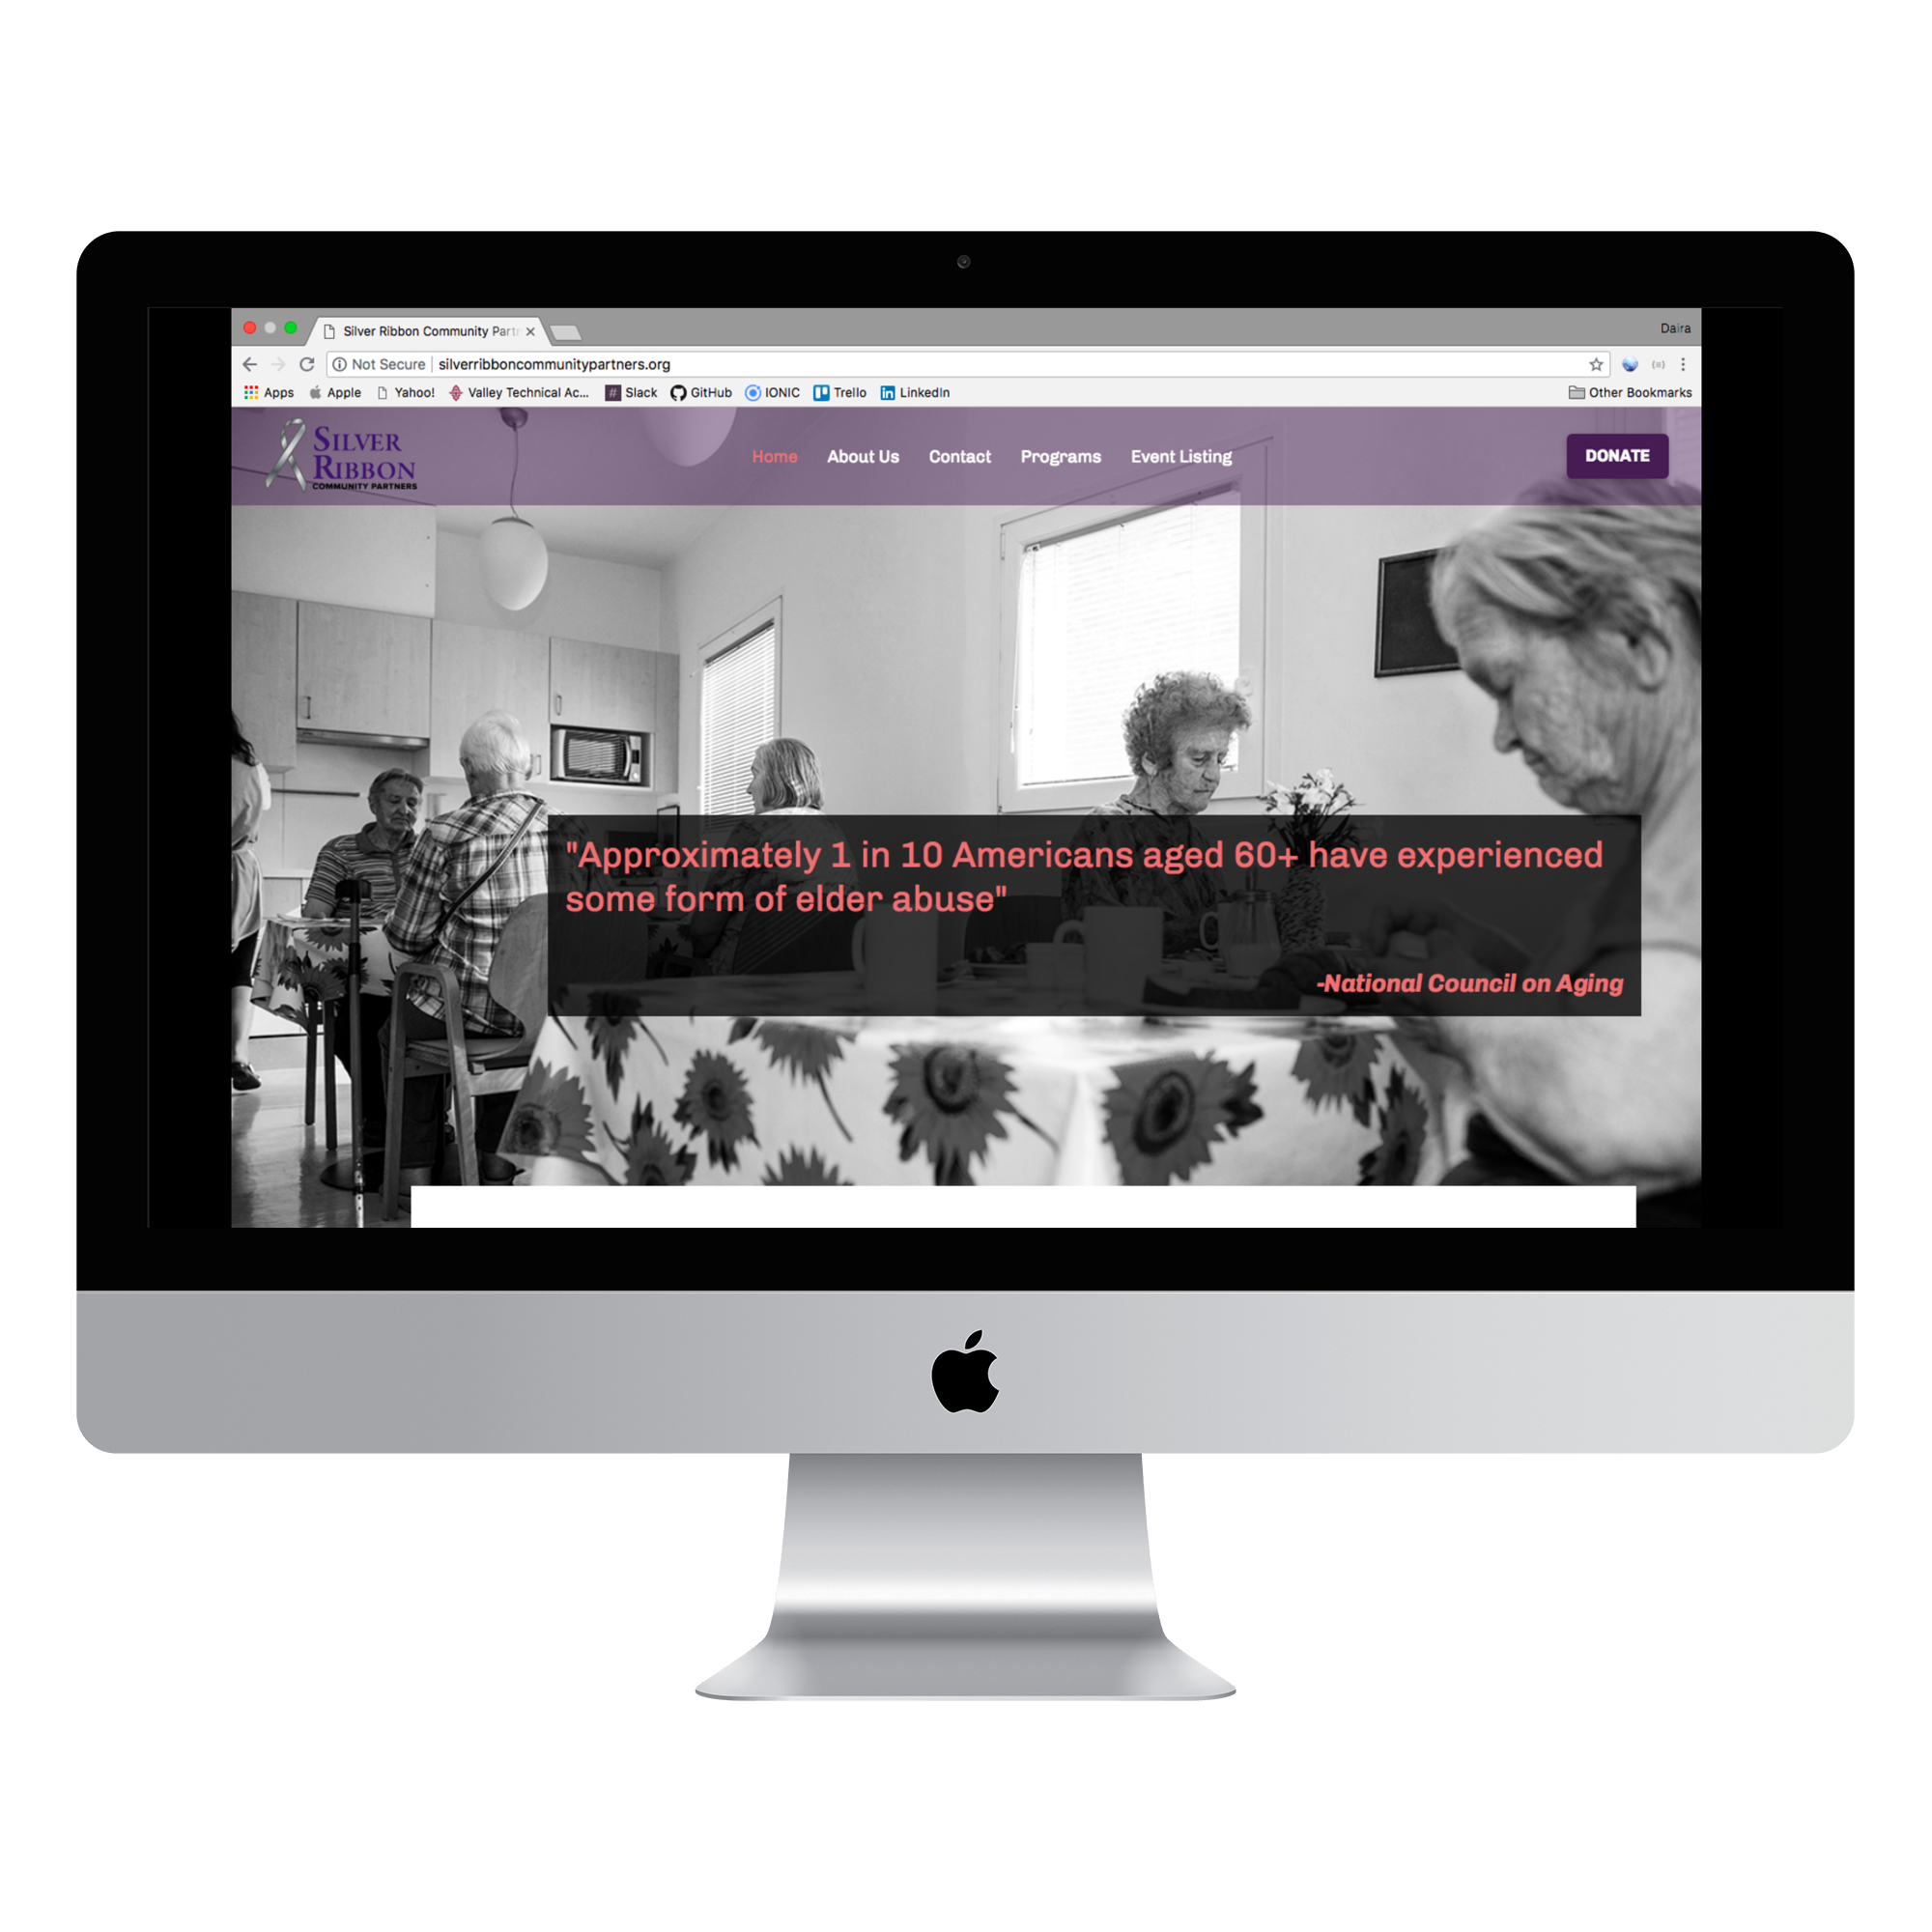 Silver Ribbon Community Part
Daira
Not Secure silverribboncommunitypartners.org
Apps Apple Yahoo! Valley Technical Ac... # Slack GitHub IONIC Trello in LinkedIn Other Bookmarks
SILVER
RIBBON
COMMUNITY PARTNERS
Home About Us Contact Programs Event Listing
DONATE
"Approximately 1 in 10 Americans aged 60+ have experienced
some form of elder abuse"
-National Council on Aging